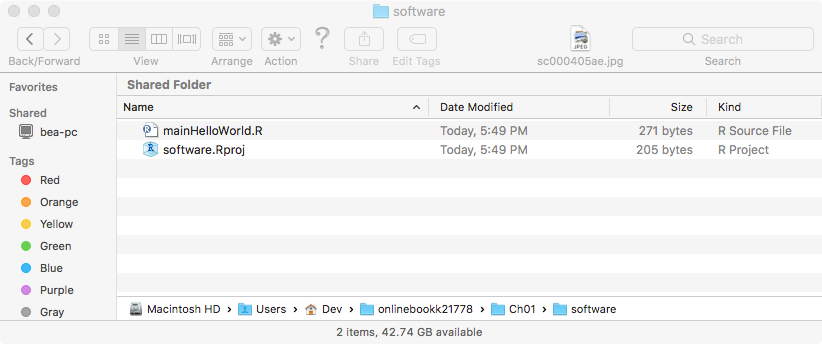 software
Back/Forward View Arrange Action Share Edit Tags sc000405ae.jpg Search
JPEG
Search
Favorites
Shared
bea-pc
Tags
Red
Orange
Yellow
Green
Blue
Purple
Gray
Shared Folder
Name Date Modified Size Kind
mainHelloWorld.R Today, 5:49 PM 271 bytes R Source File
software.Rproj Today, 5:49 PM 205 bytes R Project
Macintosh HD Users Dev onlinebookk21778 Ch01 software
2 items, 42.74 GB available